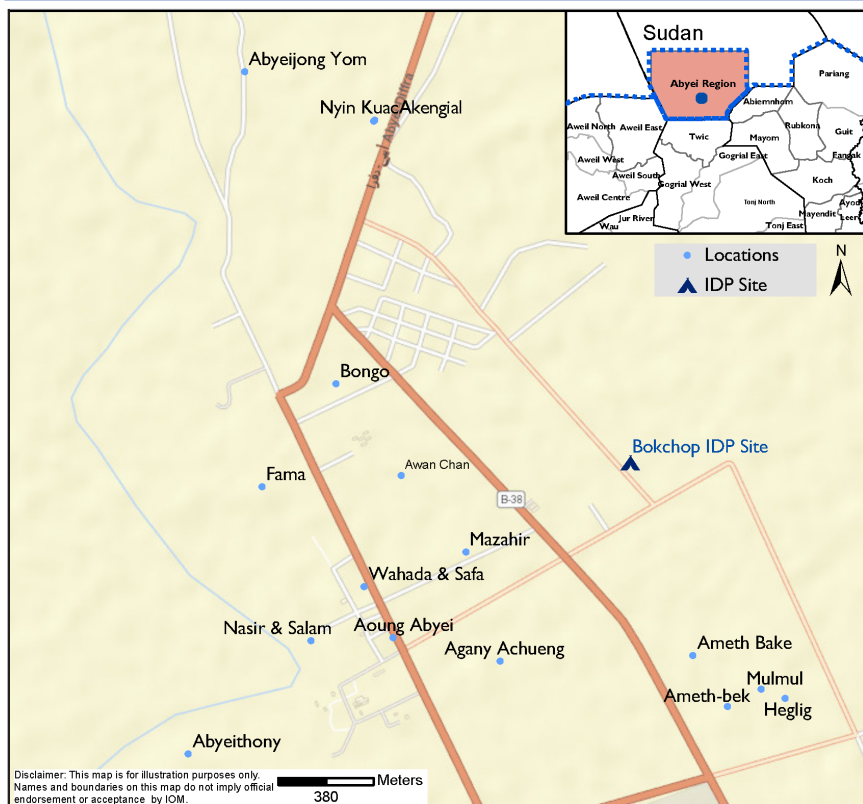 Abyeijong Yom
Nyin KuacAkengial
Abyei Diffra
أبيي - دفرا
Sudan
Abyei Region
Pariang
Abiemnhom
Aweil North
Aweil East
Twic
Mayom
Rubkona
Guit
Aweil West
Gogrial East
Fangak
Aweil South
Gogrial West
Koch
Aweil Centre
Tonj North
Mayendit
Ayod
Leer
Jur River
Wau
Tonj East
Locations
IDP Site
N
Bongo
Bokchop IDP Site
Fama
Awan Chan
B-38
Mazahir
Wahada & Safa
Nasir & Salam
Aoung Abyei
Agany Achueng
Ameth Bake
Mulmul
Ameth-bek
Heglig
Abyeithony
Disclaimer: This map is for illustration purposes only.
Names and boundaries on this map do not imply official
endorsement or acceptance by IOM.
Meters
380